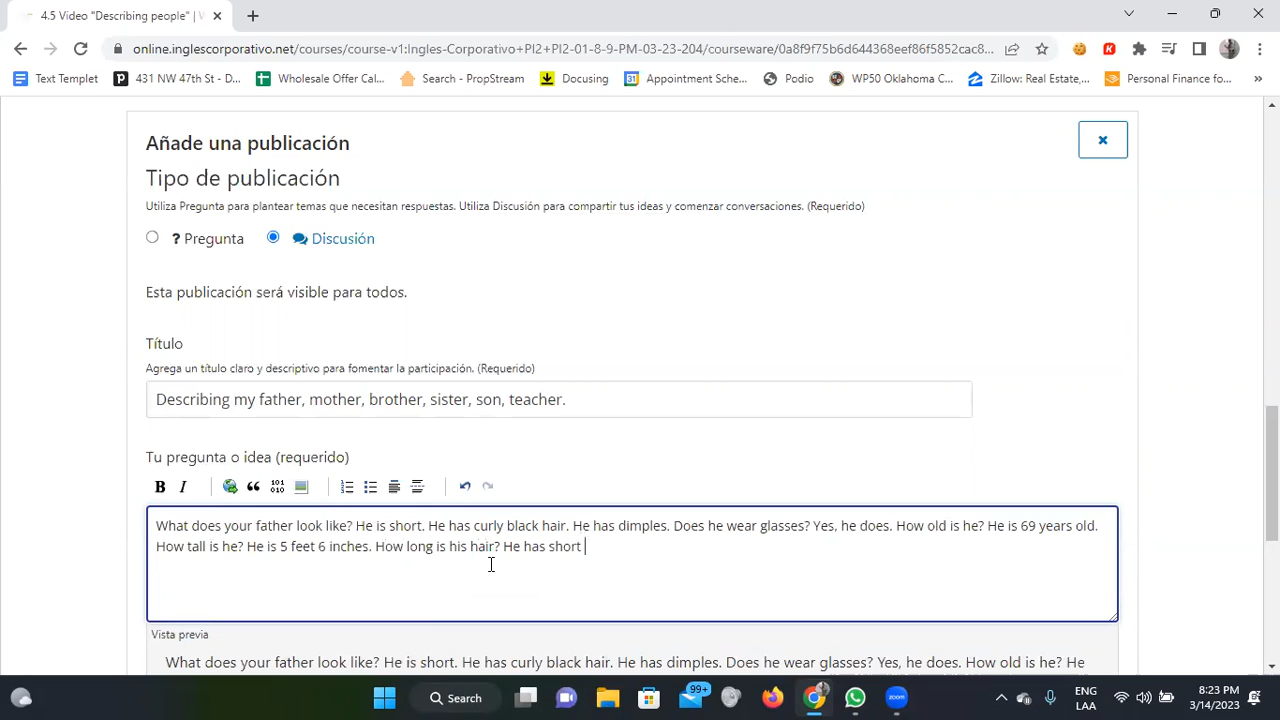 4.5 Video "Describing people" |
online.inglescorporativo.net/courses/course-v1:Ingles-Corporativo+PI2+PI2-01-8-9-PM-03-23-204/courseware/0a8f9f75b6d644368eef86f5852cac8...
Text Templet 431 NW 47th St - D... Wholesale Offer Cal... Search - PropStream Docusing Appointment Sche... Podio WP50 Oklahoma C... Zillow: Real Estate,... Personal Finance fo... »
Añade una publicación
Tipo de publicación
Utiliza Pregunta para plantear temas que necesitan respuestas. Utiliza Discusión para compartir tus ideas y comenzar conversaciones. (Requerido)
? Pregunta Discusión
Esta publicación será visible para todos.
Título
Agrega un título claro y descriptivo para fomentar la participación. (Requerido)
Describing my father, mother, brother, sister, son, teacher.
Tu pregunta o idea (requerido)
B I
What does your father look like? He is short. He has curly black hair. He has dimples. Does he wear glasses? Yes, he does. How old is he? He is 69 years old.
How tall is he? He is 5 feet 6 inches. How long is his hair? He has short
Vista previa
What does your father look like? He is short. He has curly black hair. He has dimples. Does he wear glasses? Yes, he does. How old is he? He
Search 99+ zoom ENG LAA 8:23 PM 3/14/2023